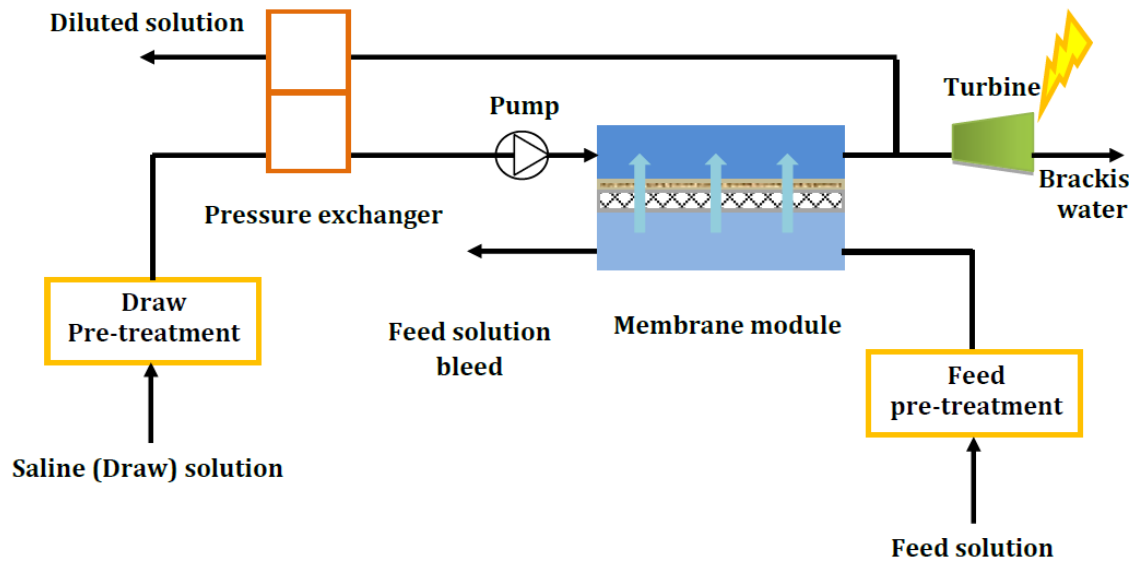 Diluted solution
Turbine
Pump
Brackis
water
Pressure exchanger
Draw
Pre-treatment
Feed solution
bleed
Membrane module
Feed
pre-treatment
Saline (Draw) solution
Feed solution